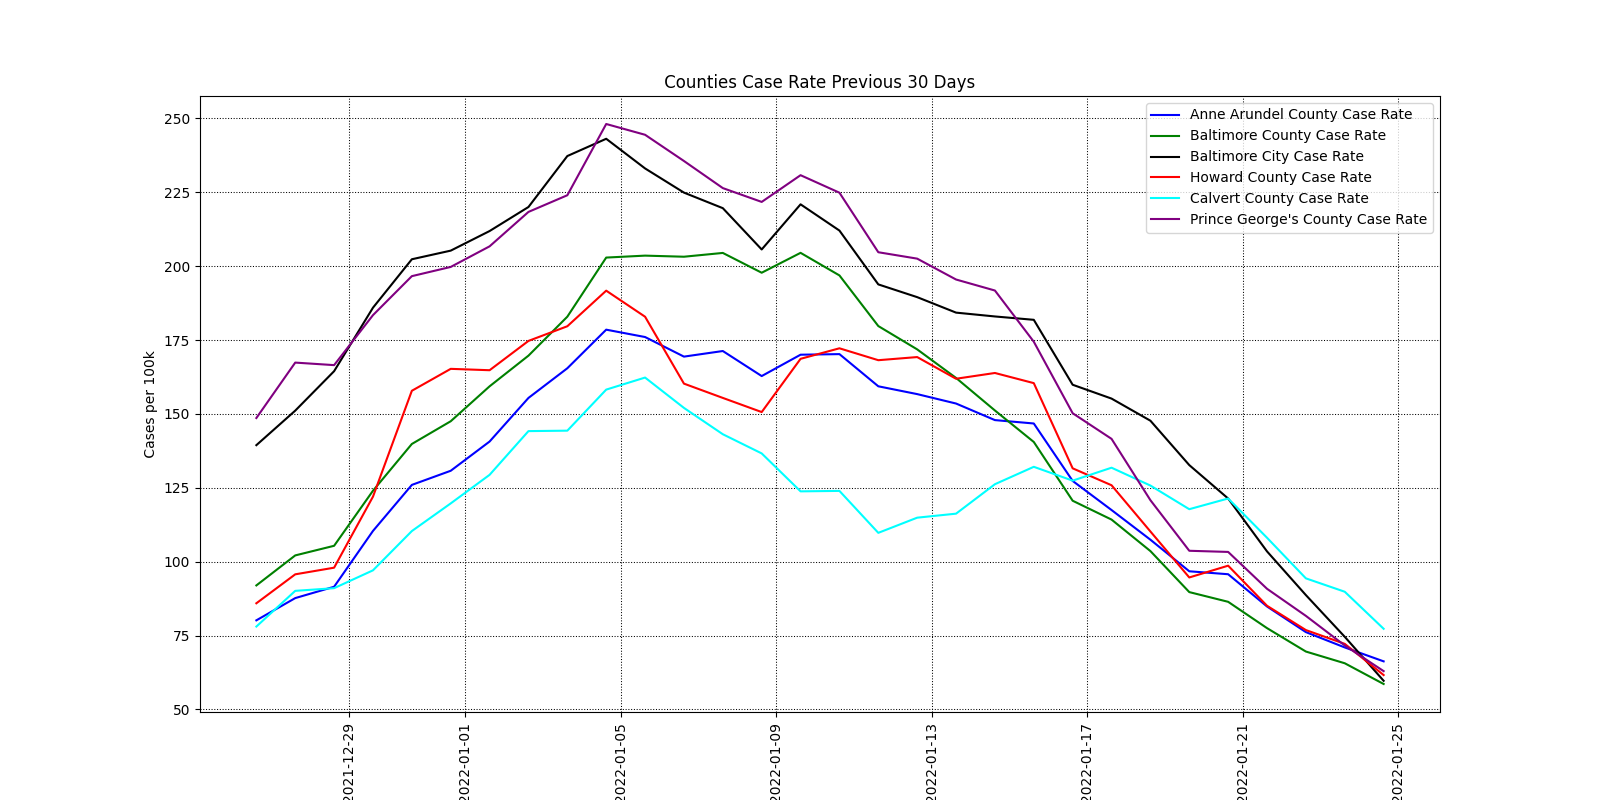 Counties Case Rate Previous 30 Days
250
225
200
175
150
125
100
75
50
Cases per 100k
Anne Arundel County Case Rate
Baltimore County Case Rate
Baltimore City Case Rate
Howard County Case Rate
Calvert County Case Rate
Prince George's County Case Rate
2021-12-29
2022-01-01
2022-01-05
2022-01-09
2022-01-13
2022-01-17
2022-01-21
2022-01-25